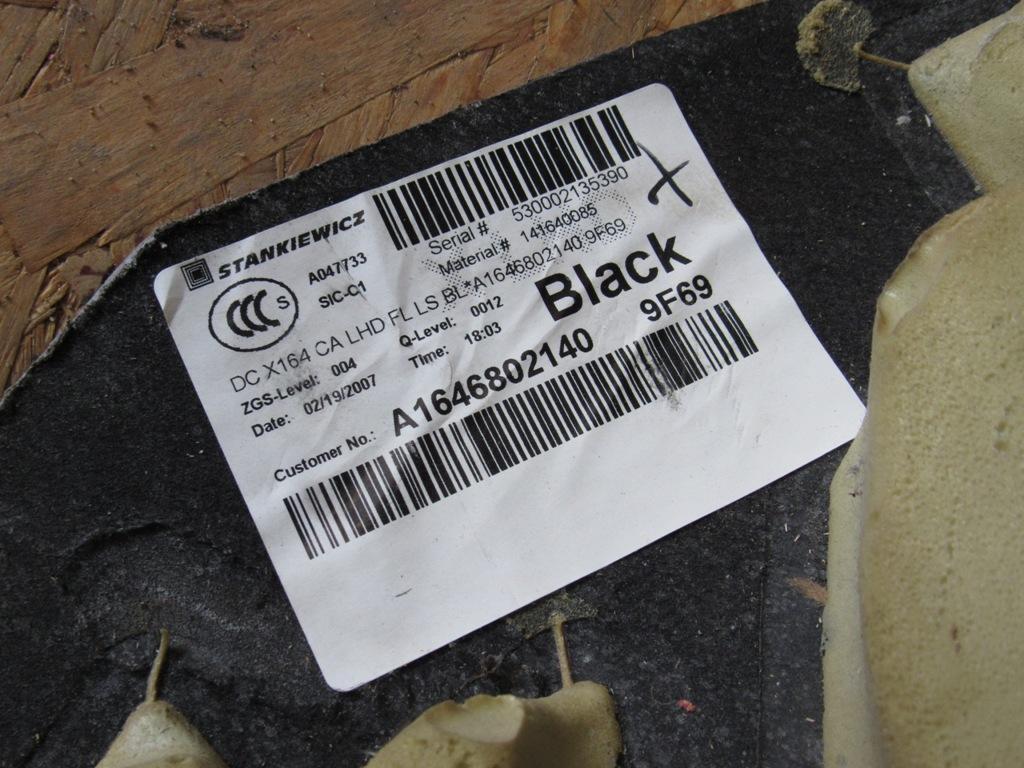 STANKIEWICZ
CCC S
A047733
SIC-C1
Serial # 530002135390
Material # 141640085
DC X164 CA LHD FL LS BL *A1646802140 9F69
ZGS-Level: 004 Q-Level: 0012
Date: 02/19/2007 Time: 18:03
Black
Customer No.: A1646802140 9F69